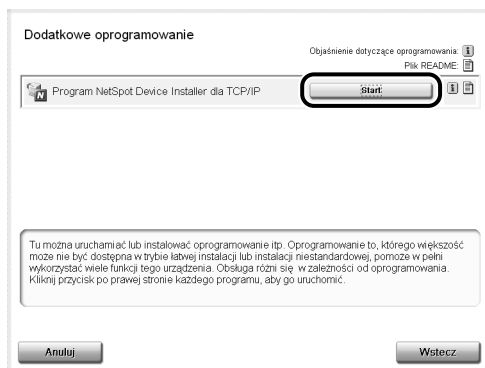 Dodatkowe oprogramowanie
Objaśnienie dotyczące oprogramowania:
Plik README:
Program NetSpot Device Installer dla TCP/IP
Start
Tu można uruchamiać lub instalować oprogramowanie itp. Oprogramowanie to, którego większość
może nie być dostępna w trybie łatwej instalacji lub instalacji niestandardowej, pomoże w pełni
wykorzystać wiele funkcji tego urządzenia. Obsługa różni się w zależności od oprogramowania.
Kliknij przycisk po prawej stronie każdego programu, aby go uruchomić.
Anuluj
Wstecz